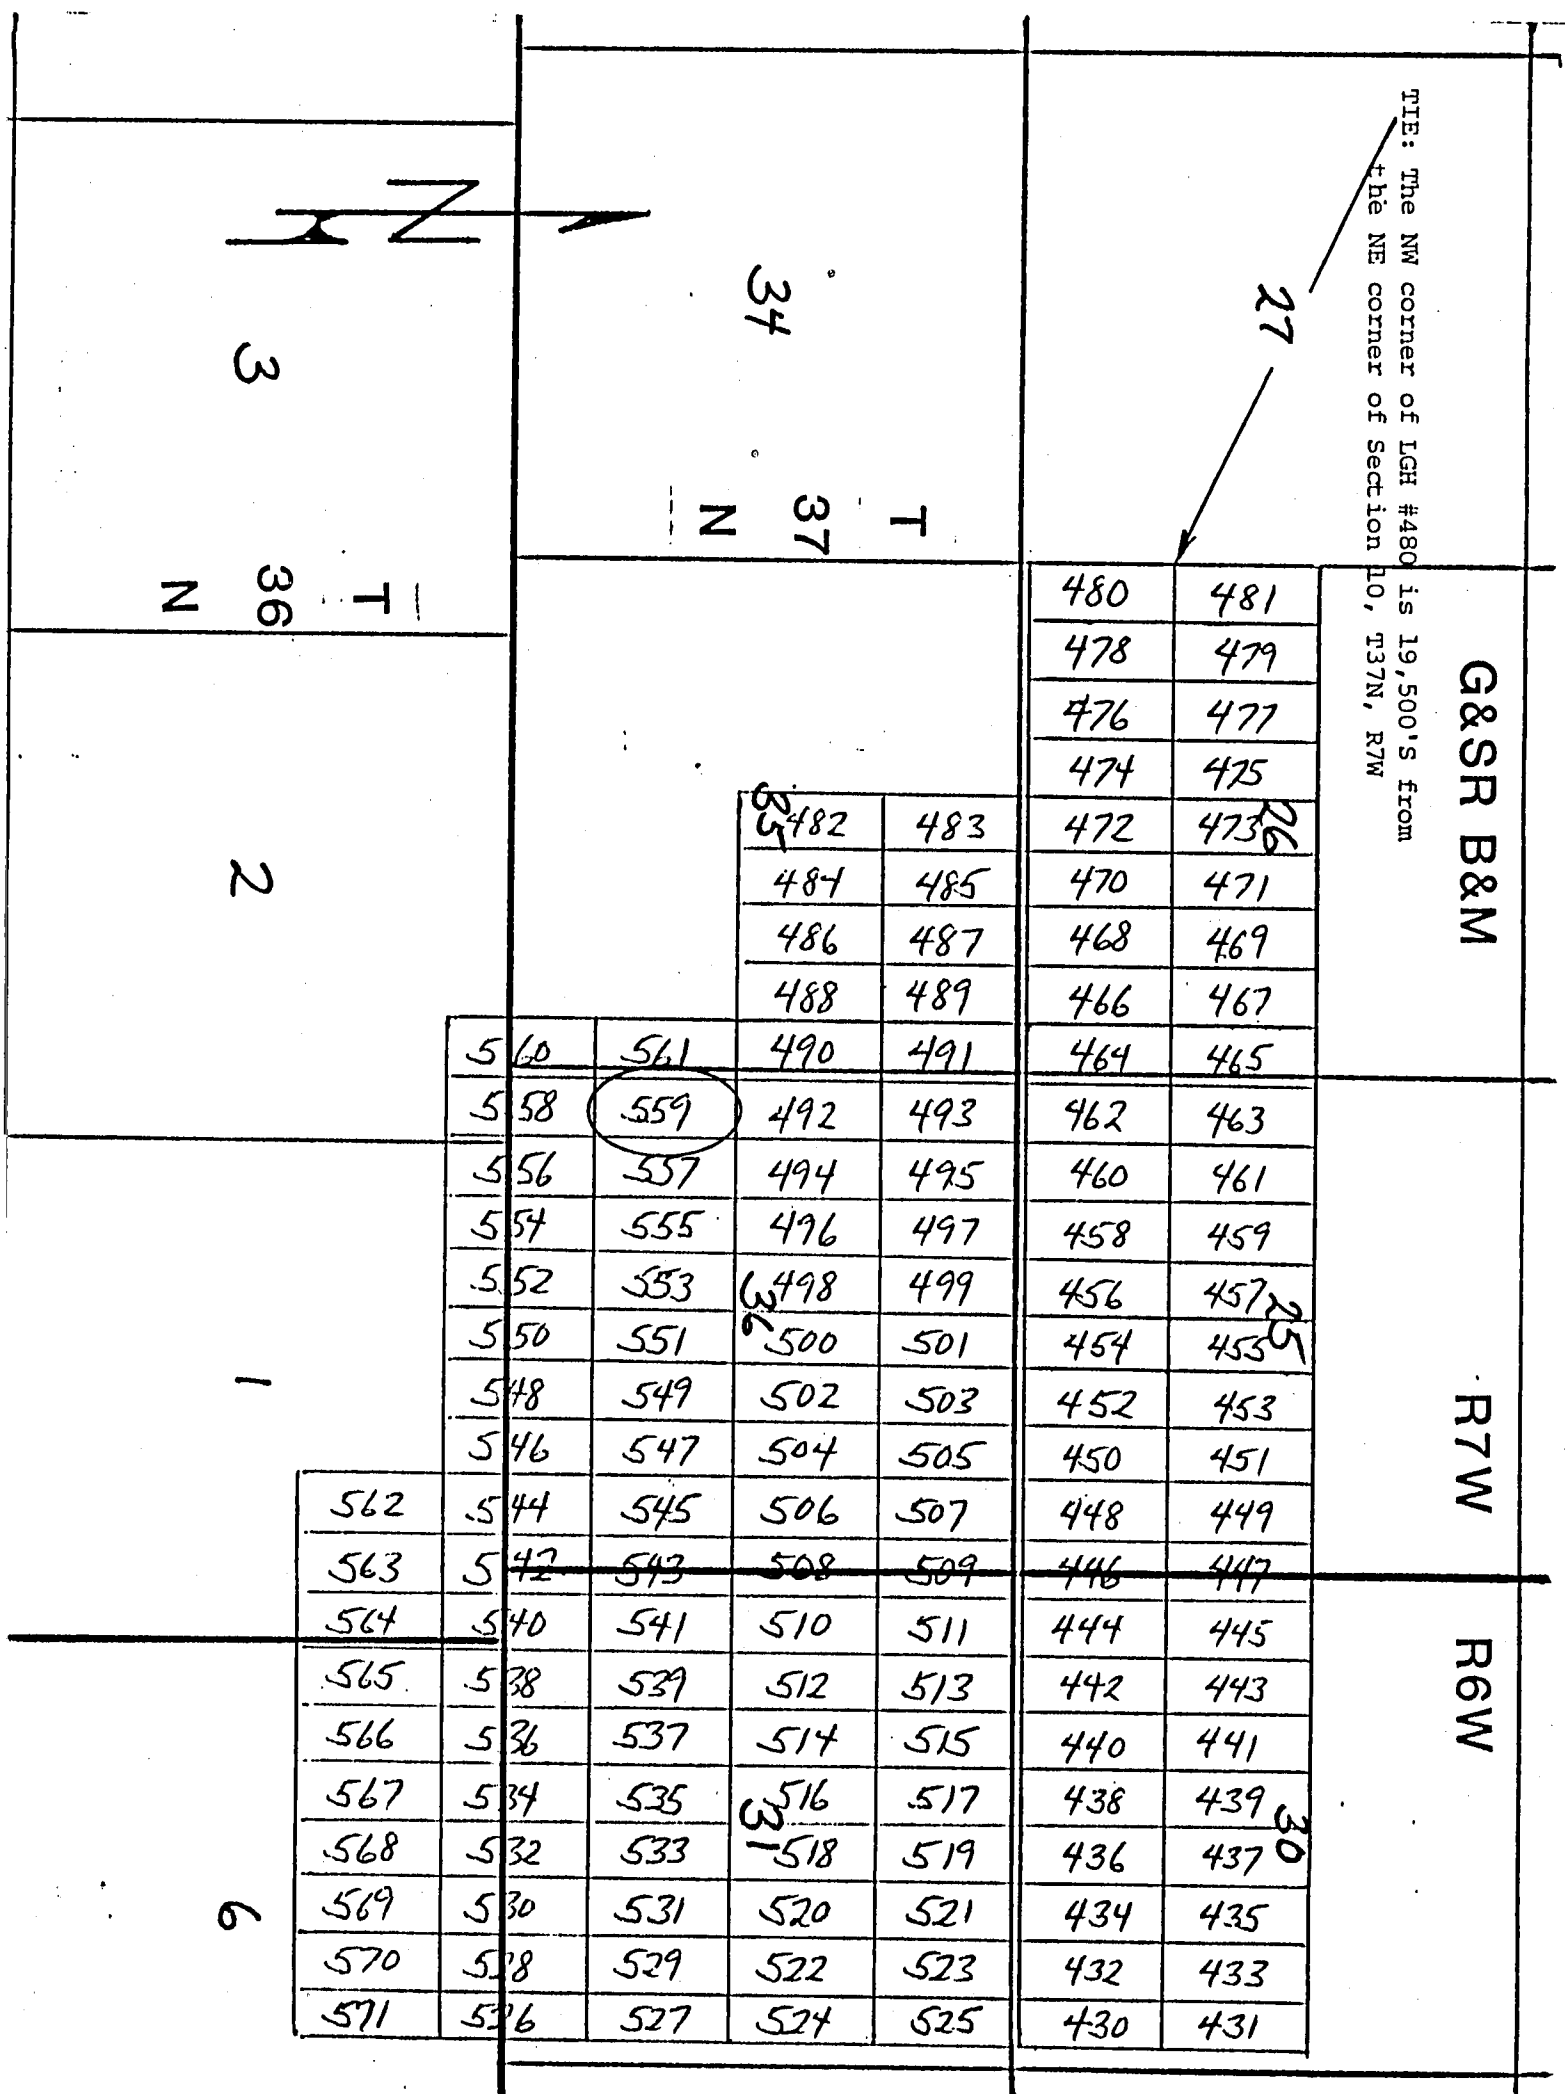 TIE: The NW corner of LGH #480 is 19,500'S from
the NE corner of Section 10, T37N, R7W
G&SR B&M
R7W
R6W
27
26
25
30
34
35
36
31
T
37
N
N
3
2
1
6
T
36
N
480 481
478 479
476 477
474 475
482 483 472 473
484 485 470 471
486 487 468 469
488 489 466 467
560 561 490 491 464 465
558 559 492 493 462 463
556 557 494 495 460 461
554 555 496 497 458 459
552 553 498 499 456 457
550 551 500 501 454 455
548 549 502 503 452 453
546 547 504 505 450 451
562 544 545 506 507 448 449
563 542 543 508 509 446 447
564 540 541 510 511 444 445
565 538 539 512 513 442 443
566 536 537 514 515 440 441
567 534 535 516 517 438 439
568 532 533 518 519 436 437
569 530 531 520 521 434 435
570 528 529 522 523 432 433
571 526 527 524 525 430 431